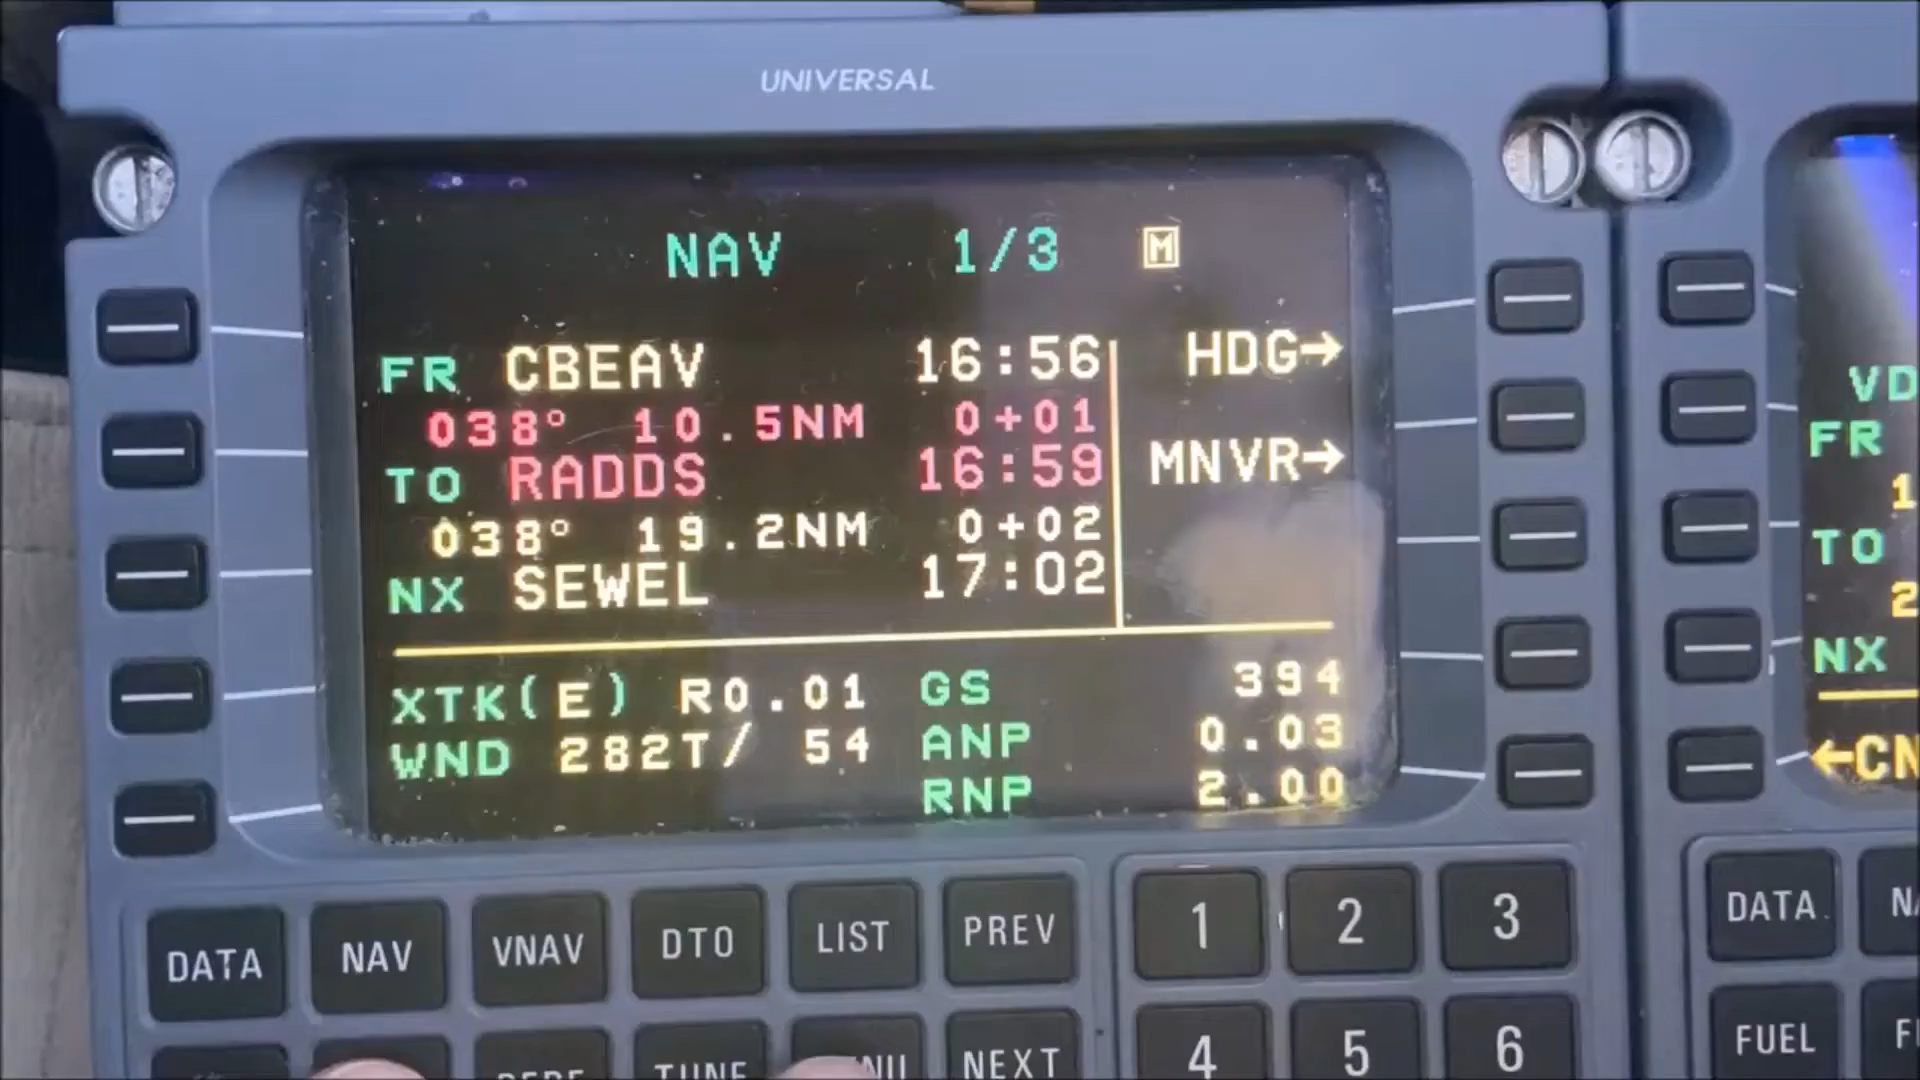 UNIVERSAL
NAV 1/3 M
FR CBEAV 16:56 HDG→
038° 10.5NM 0+01
TO RADDS 16:59 MNVR→
038° 19.2NM 0+02
NX SEWEL 17:02
XTK(E) R0.01 GS 394
WND 282T/ 54 ANP 0.03
RNP 2.00
VD
FR
1
TO
2
NX
←CN
DATA NAV VNAV DTO LIST PREV 1 2 3
TUNE NEXT 4 5 6
DATA
FUEL